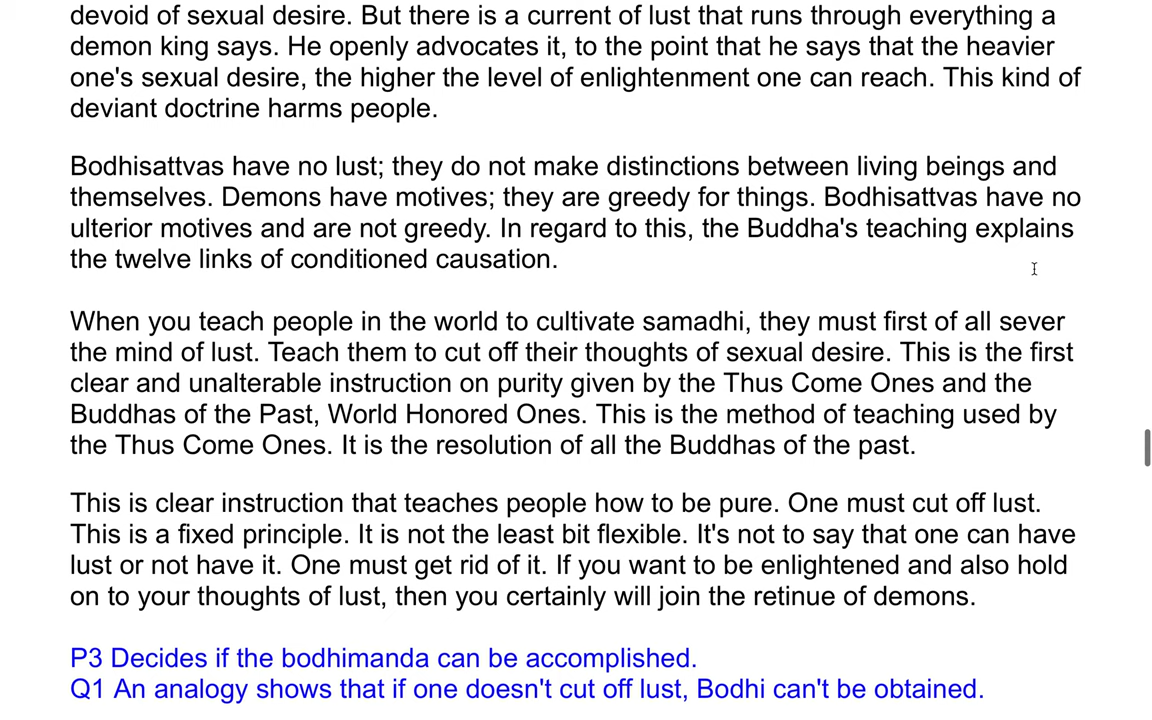 devoid of sexual desire. But there is a current of lust that runs through everything a
demon king says. He openly advocates it, to the point that he says that the heavier
one's sexual desire, the higher the level of enlightenment one can reach. This kind of
deviant doctrine harms people.
Bodhisattvas have no lust; they do not make distinctions between living beings and
themselves. Demons have motives; they are greedy for things. Bodhisattvas have no
ulterior motives and are not greedy. In regard to this, the Buddha's teaching explains
the twelve links of conditioned causation.
When you teach people in the world to cultivate samadhi, they must first of all sever
the mind of lust. Teach them to cut off their thoughts of sexual desire. This is the first
clear and unalterable instruction on purity given by the Thus Come Ones and the
Buddhas of the Past, World Honored Ones. This is the method of teaching used by
the Thus Come Ones. It is the resolution of all the Buddhas of the past.
This is clear instruction that teaches people how to be pure. One must cut off lust.
This is a fixed principle. It is not the least bit flexible. It's not to say that one can have
lust or not have it. One must get rid of it. If you want to be enlightened and also hold
on to your thoughts of lust, then you certainly will join the retinue of demons.
P3 Decides if the bodhimanda can be accomplished.
Q1 An analogy shows that if one doesn't cut off lust, Bodhi can't be obtained.